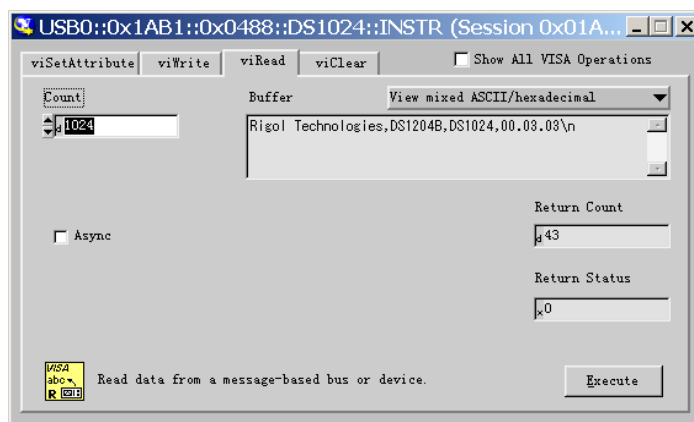 USB0::0x1AB1::0x0488::DS1024::INSTR (Session 0x01A...
viSetAttribute viWrite viRead viClear Show All VISA Operations
Count Buffer View mixed ASCII/hexadecimal
d 1024 Rigol Technologies,DS1204B,DS1024,00.03.03\n
Return Count
Async d 43
Return Status
x 0
VISA
abc
R
Read data from a message-based bus or device. Execute